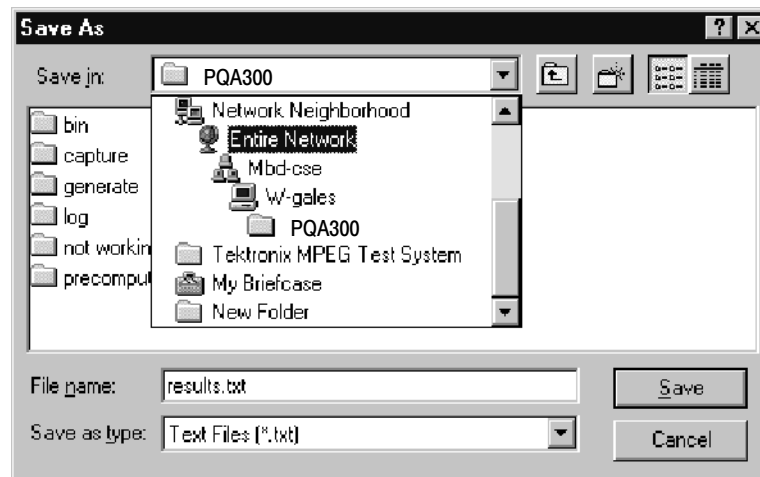 Save As
Save in: PQA300
Network Neighborhood
Entire Network
Mbd-cse
W-gales
PQA300
Tektronix MPEG Test System
My Briefcase
New Folder
bin
capture
generate
log
not workin
precomput
File name: results.txt
Save
Save as type: Text Files (*.txt)
Cancel